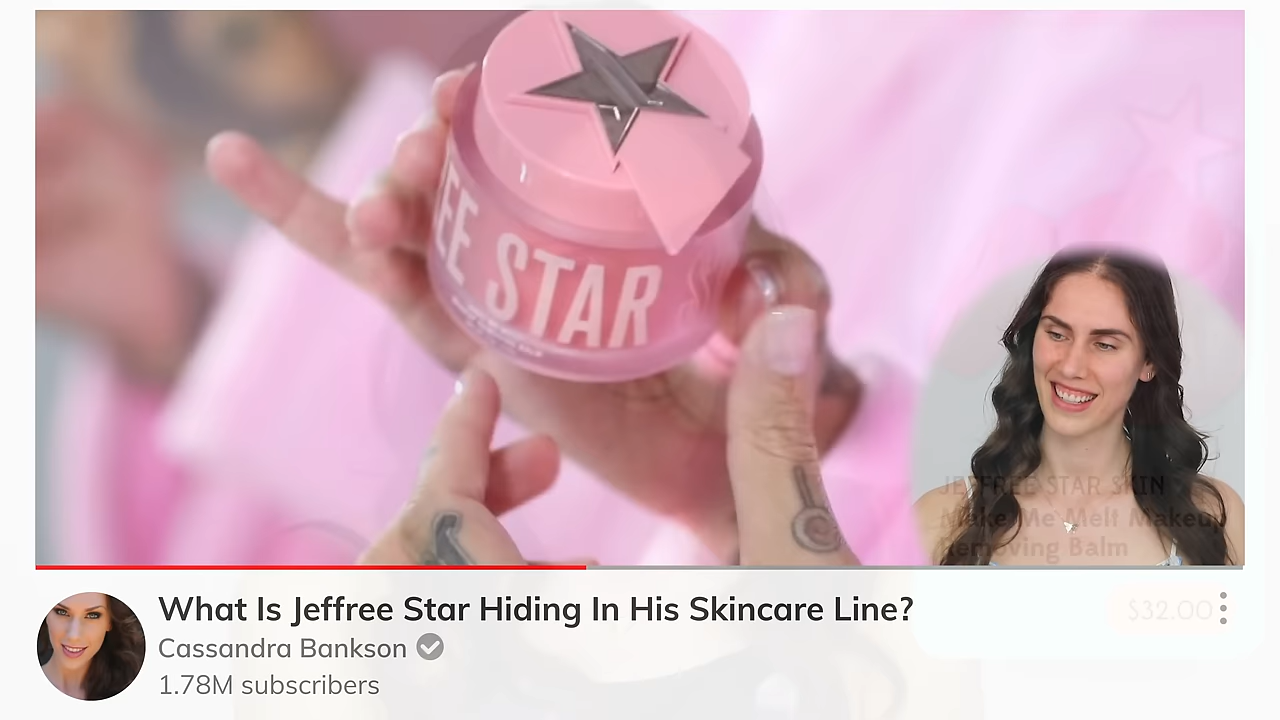 EE STAR
JEFFREE STAR SKIN
Make Me Melt Makeup
Removing Balm
$32.00
What Is Jeffree Star Hiding In His Skincare Line?
Cassandra Bankson
1.78M subscribers